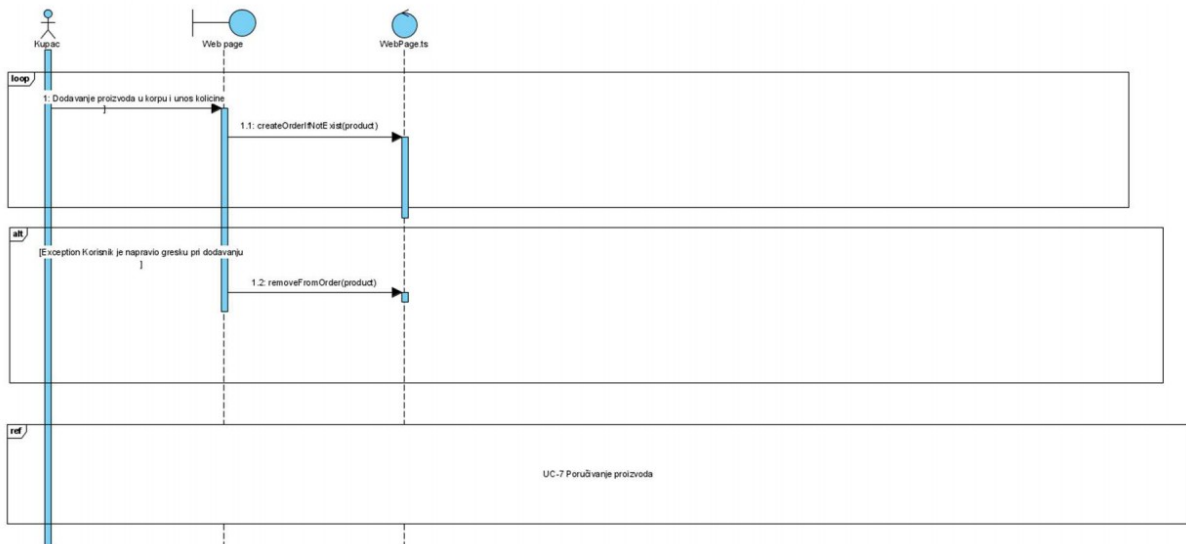 Kupac
Web page
WebPage.ts
loop
1: Dodavanje proizvoda u korpu i unos kolicine
]
1.1: createOrderIfNotExist(product)
alt
[Exception Korisnik je napravio gresku pri dodavanju
]
1.2: removeFromOrder(product)
ref
UC-7 Poručivanje proizvoda